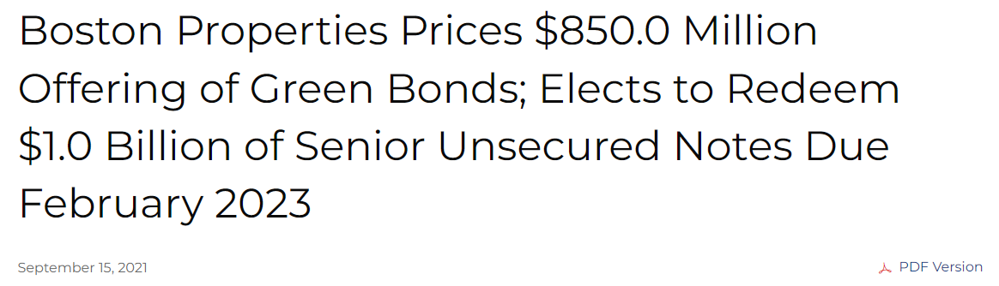 Boston Properties Prices $850.0 Million
Offering of Green Bonds; Elects to Redeem
$1.0 Billion of Senior Unsecured Notes Due
February 2023
September 15, 2021
PDF Version